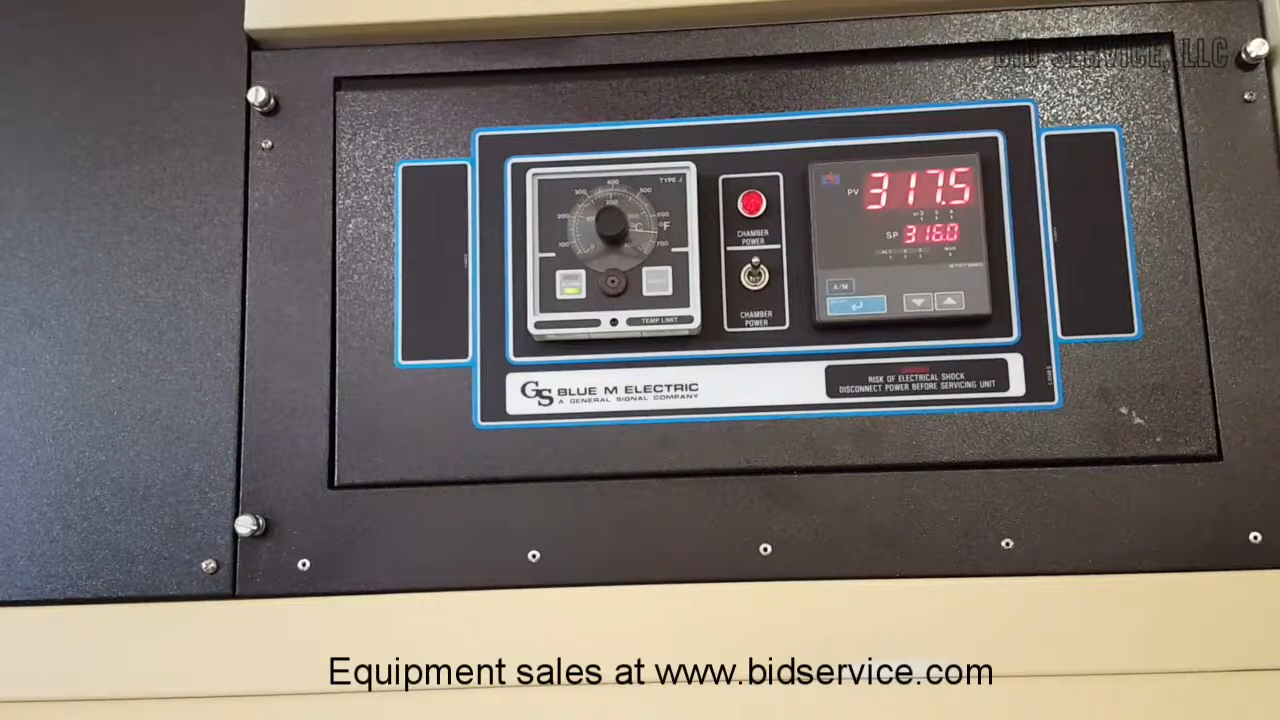 BID SERVICE, LLC
TYPE J
400
300
500
200
600
100
700
°C
°F
TEMP LIMIT
CHAMBER
POWER
CHAMBER
POWER
PV 317.5
SP 316.0
A/M
GS BLUE M ELECTRIC
A GENERAL SIGNAL COMPANY
RISK OF ELECTRICAL SHOCK
DISCONNECT POWER BEFORE SERVICING UNIT
Equipment sales at www.bidservice.com